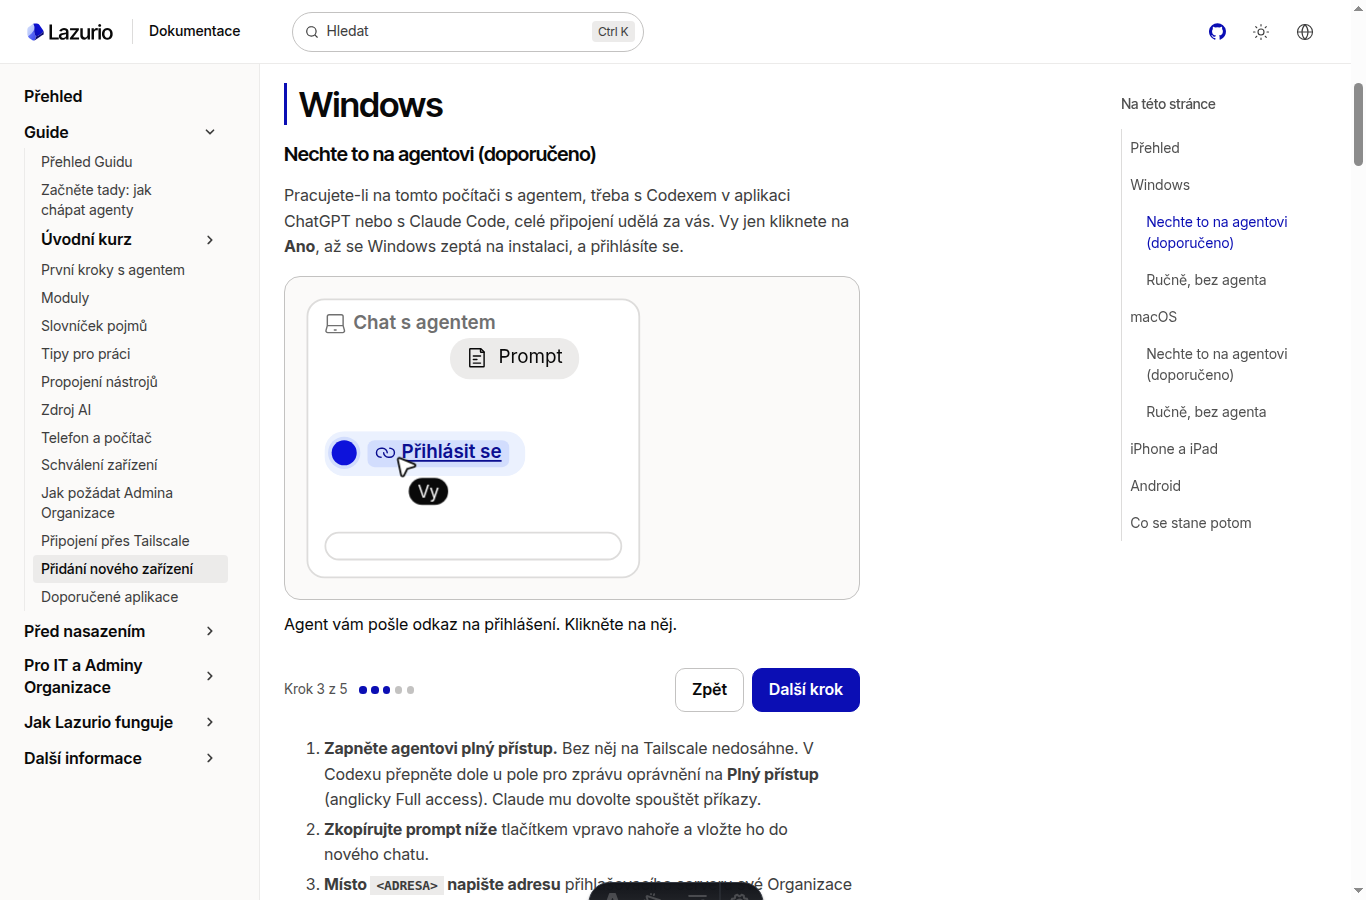 Lazurio
Dokumentace
Hledat
Ctrl K
Přehled
Guide
Přehled Guidu
Začněte tady: jak
chápat agenty
Úvodní kurz
První kroky s agentem
Moduly
Slovníček pojmů
Tipy pro práci
Propojení nástrojů
Zdroj AI
Telefon a počítač
Schválení zařízení
Jak požádat Admina
Organizace
Připojení přes Tailscale
Přidání nového zařízení
Doporučené aplikace
Před nasazením
Pro IT a Adminy
Organizace
Jak Lazurio funguje
Další informace
Windows
Nechte to na agentovi (doporučeno)
Pracujete-li na tomto počítači s agentem, třeba s Codexem v aplikaci
ChatGPT nebo s Claude Code, celé připojení udělá za vás. Vy jen kliknete na
Ano, až se Windows zeptá na instalaci, a přihlásíte se.
Chat s agentem
Prompt
Přihlásit se
Vy
Agent vám pošle odkaz na přihlášení. Klikněte na něj.
Krok 3 z 5
Zpět
Další krok
1. Zapněte agentovi plný přístup. Bez něj na Tailscale nedosáhne. V
Codexu přepněte dole u pole pro zprávu oprávnění na Plný přístup
(anglicky Full access). Claude mu dovolte spouštět příkazy.
2. Zkopírujte prompt níže tlačítkem vpravo nahoře a vložte ho do
nového chatu.
3. Místo <ADRESA> napište adresu přihlašovacího serveru své Organizace
Na této stránce
Přehled
Windows
Nechte to na agentovi
(doporučeno)
Ručně, bez agenta
macOS
Nechte to na agentovi
(doporučeno)
Ručně, bez agenta
iPhone a iPad
Android
Co se stane potom